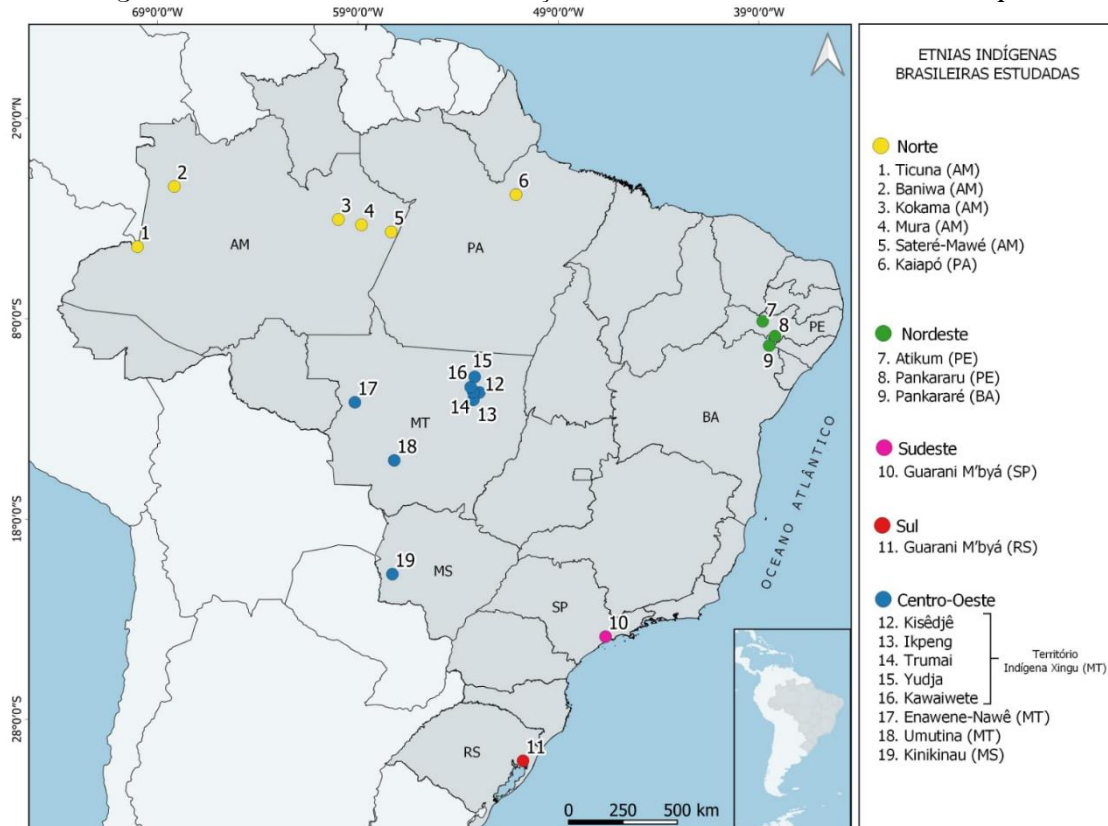 69°0'0"W 59°0'0"W 49°0'0"W 39°0'0"W
2°0'0"N
8°0'0"S
18°0'0"S
28°0'0"S
1
2
3
4
5
6
AM
PA
7
8
9
PE
15
16
12
14
13
17
18
MT
BA
19
MS
SP
10
RS
11
OCEANO ATLÂNTICO
0 250 500 km
ETNIAS INDÍGENAS
BRASILEIRAS ESTUDADAS
Norte
1. Ticuna (AM)
2. Baniwa (AM)
3. Kokama (AM)
4. Mura (AM)
5. Sateré-Mawé (AM)
6. Kaiapó (PA)
Nordeste
7. Atikum (PE)
8. Pankararu (PE)
9. Pankararé (BA)
Sudeste
10. Guarani M'byá (SP)
Sul
11. Guarani M'byá (RS)
Centro-Oeste
12. Kisêdjê
13. Ikpeng
14. Trumai
15. Yudja
16. Kawaiwete
Território
Indígena Xingu (MT)
17. Enawene-Nawê (MT)
18. Umutina (MT)
19. Kinikinau (MS)